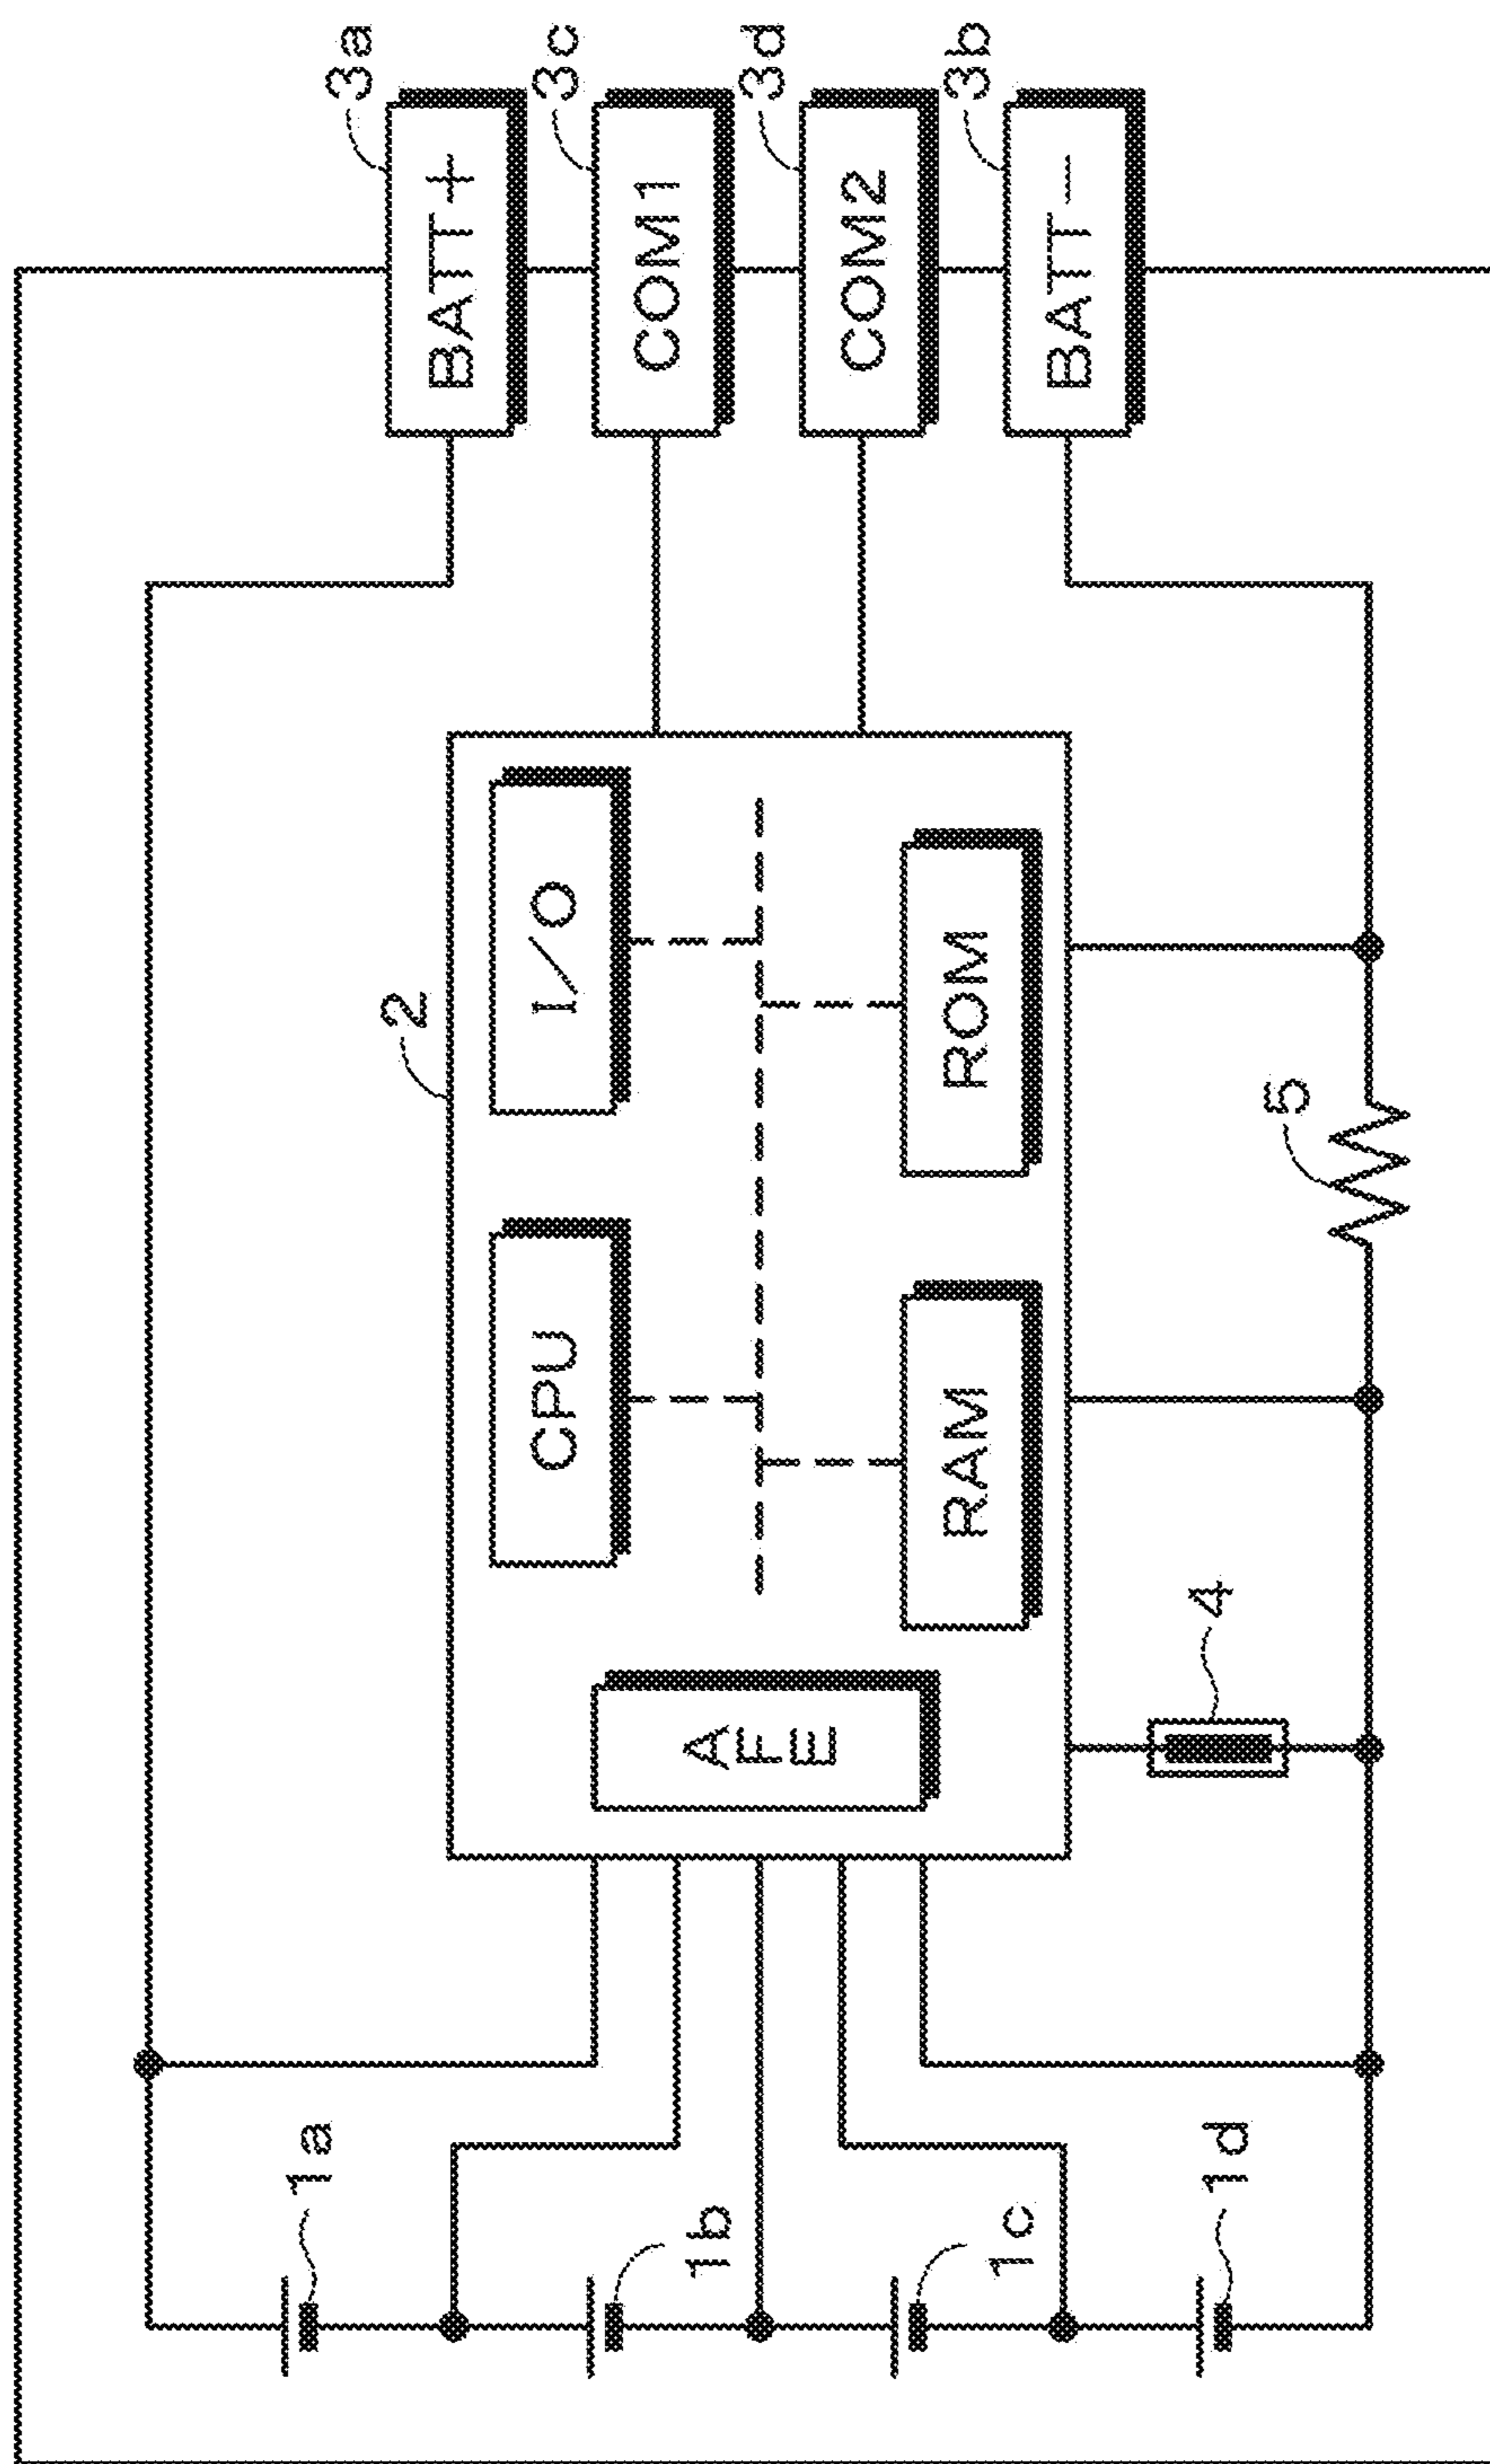 3a
3c
3d
3b
BATT+
COM1
COM2
BATT−
2
I/O
CPU
ROM
RAM
AFE
5
4
1a
1b
1c
1d